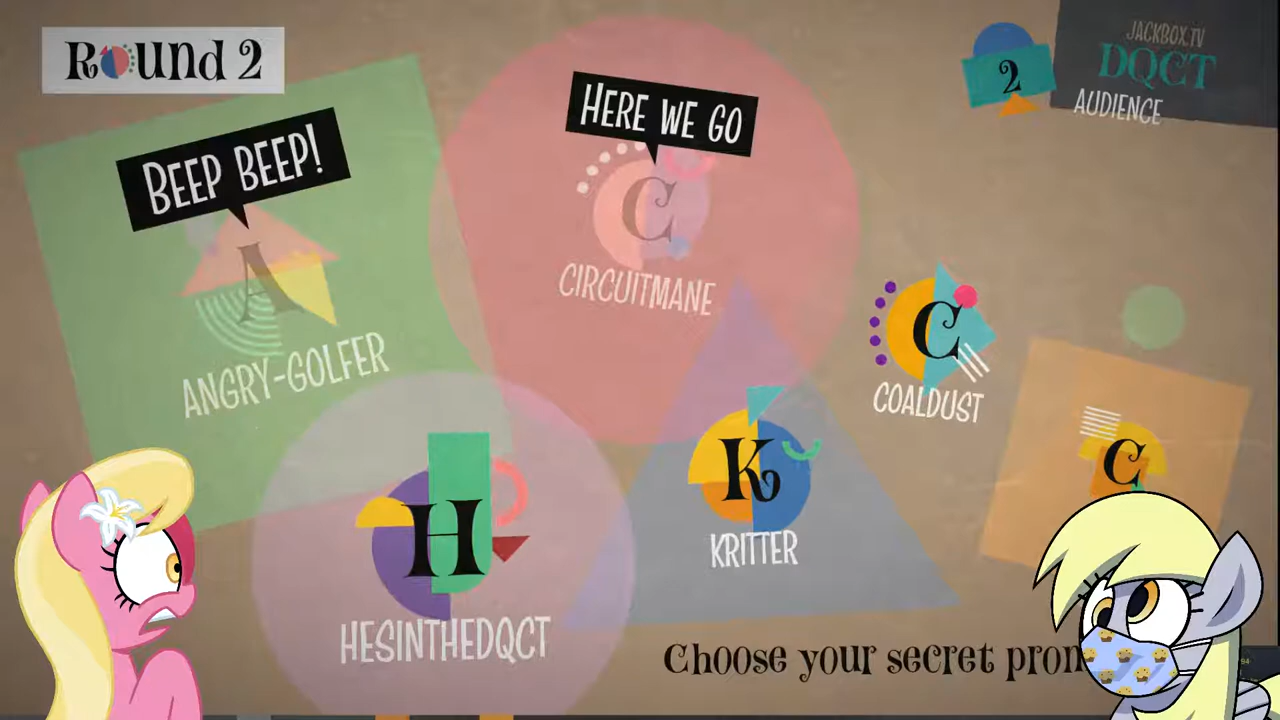 Round 2
JACKBOX.TV
DQCT
2
AUDIENCE
BEEP BEEP!
HERE WE GO
A
C
ANGRY-GOLFER
CIRCUITMANE
C
COALDUST
H
K
C
HESINTHEDQCT
KRITTER
Choose your secret
94